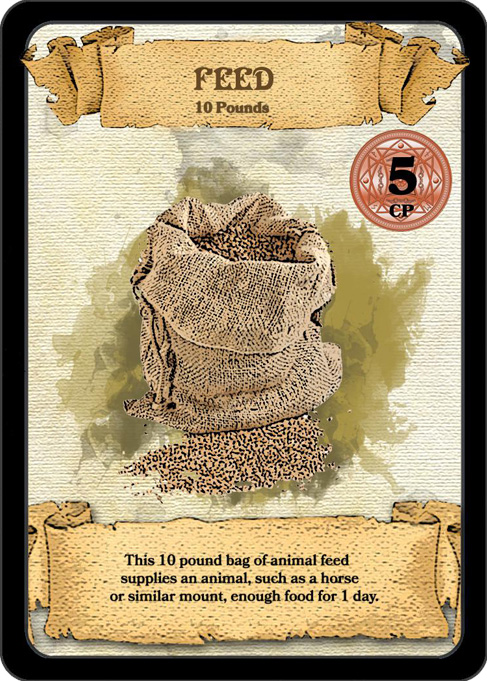 FEED
10 Pounds
5
CP
This 10 pound bag of animal feed
supplies an animal, such as a horse
or similar mount, enough food for 1 day.